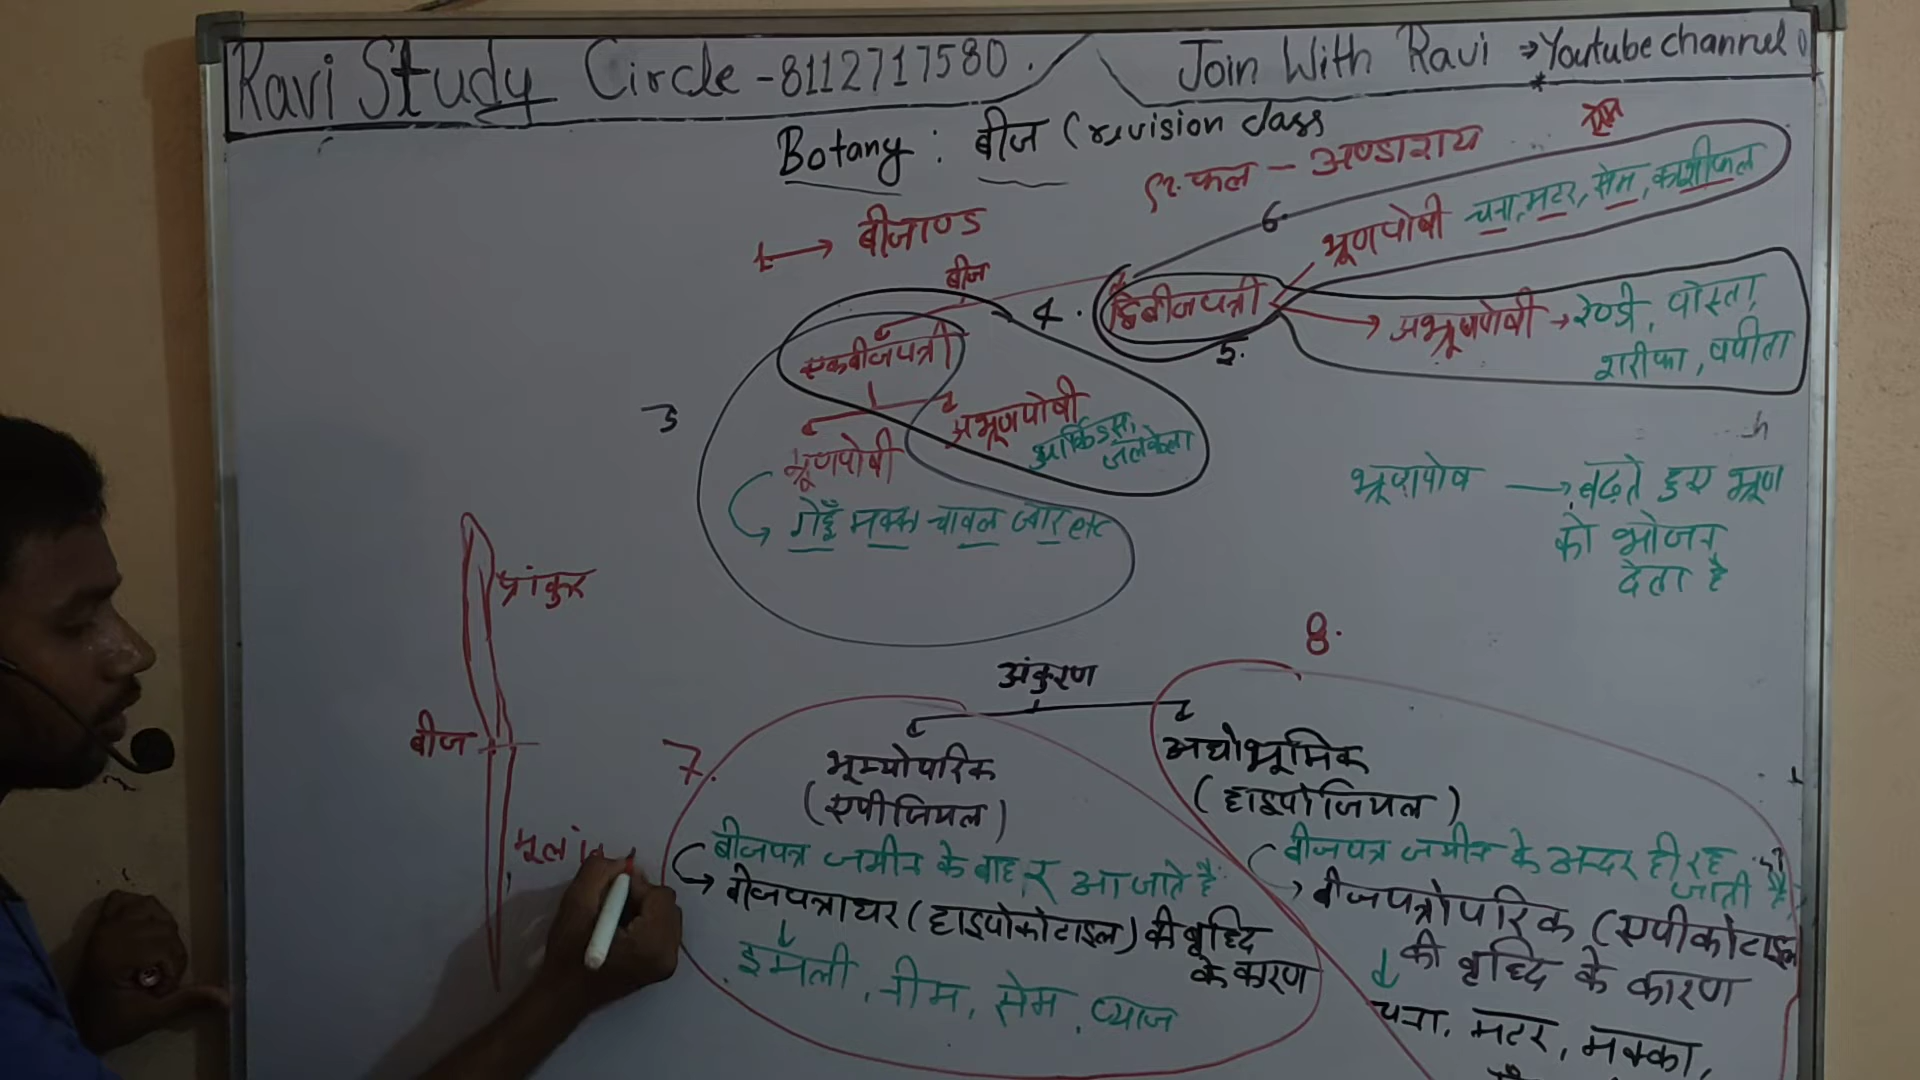 Ravi Study Circle - 8112717580.
Join With Ravi → Youtube channel
Botany : बीज (revision class
फल - अण्डाशय
1 → बीजाण्ड
बीज
6.
भ्रूणपोषी चना, मटर, सेम, काशीफल
4.
द्विबीजपत्री
अभ्रूणपोषी → रेण्डी, पोस्ता,
शरीफा, पपीता
5.
एकबीजपत्री
3
भ्रूणपोषी
अभ्रूणपोषी
आर्किडस,
जलकेला
गेहूँ मक्का चावल ज्वार etc
भ्रूणपोष → बढ़ते हुए भ्रूण
को भोजन
देता है
प्रांकुर
बीज
मूलां
अंकुरण
7.
भूम्योपरिक
(एपीजियल)
बीजपत्र जमीन के बाहर आ जाते है
→ बीजपत्राधर (हाइपोकोटाइल) की वृध्दि
के करण
इमली, नीम, सेम, प्याज
8.
अधोभूमिक
(हाइपोजियल)
बीजपत्र जमीन के अन्दर ही रह
जाती है
बीजपत्रोपरिक (एपीकोटाइल
की वृध्दि के कारण
चना, मटर, मक्का,